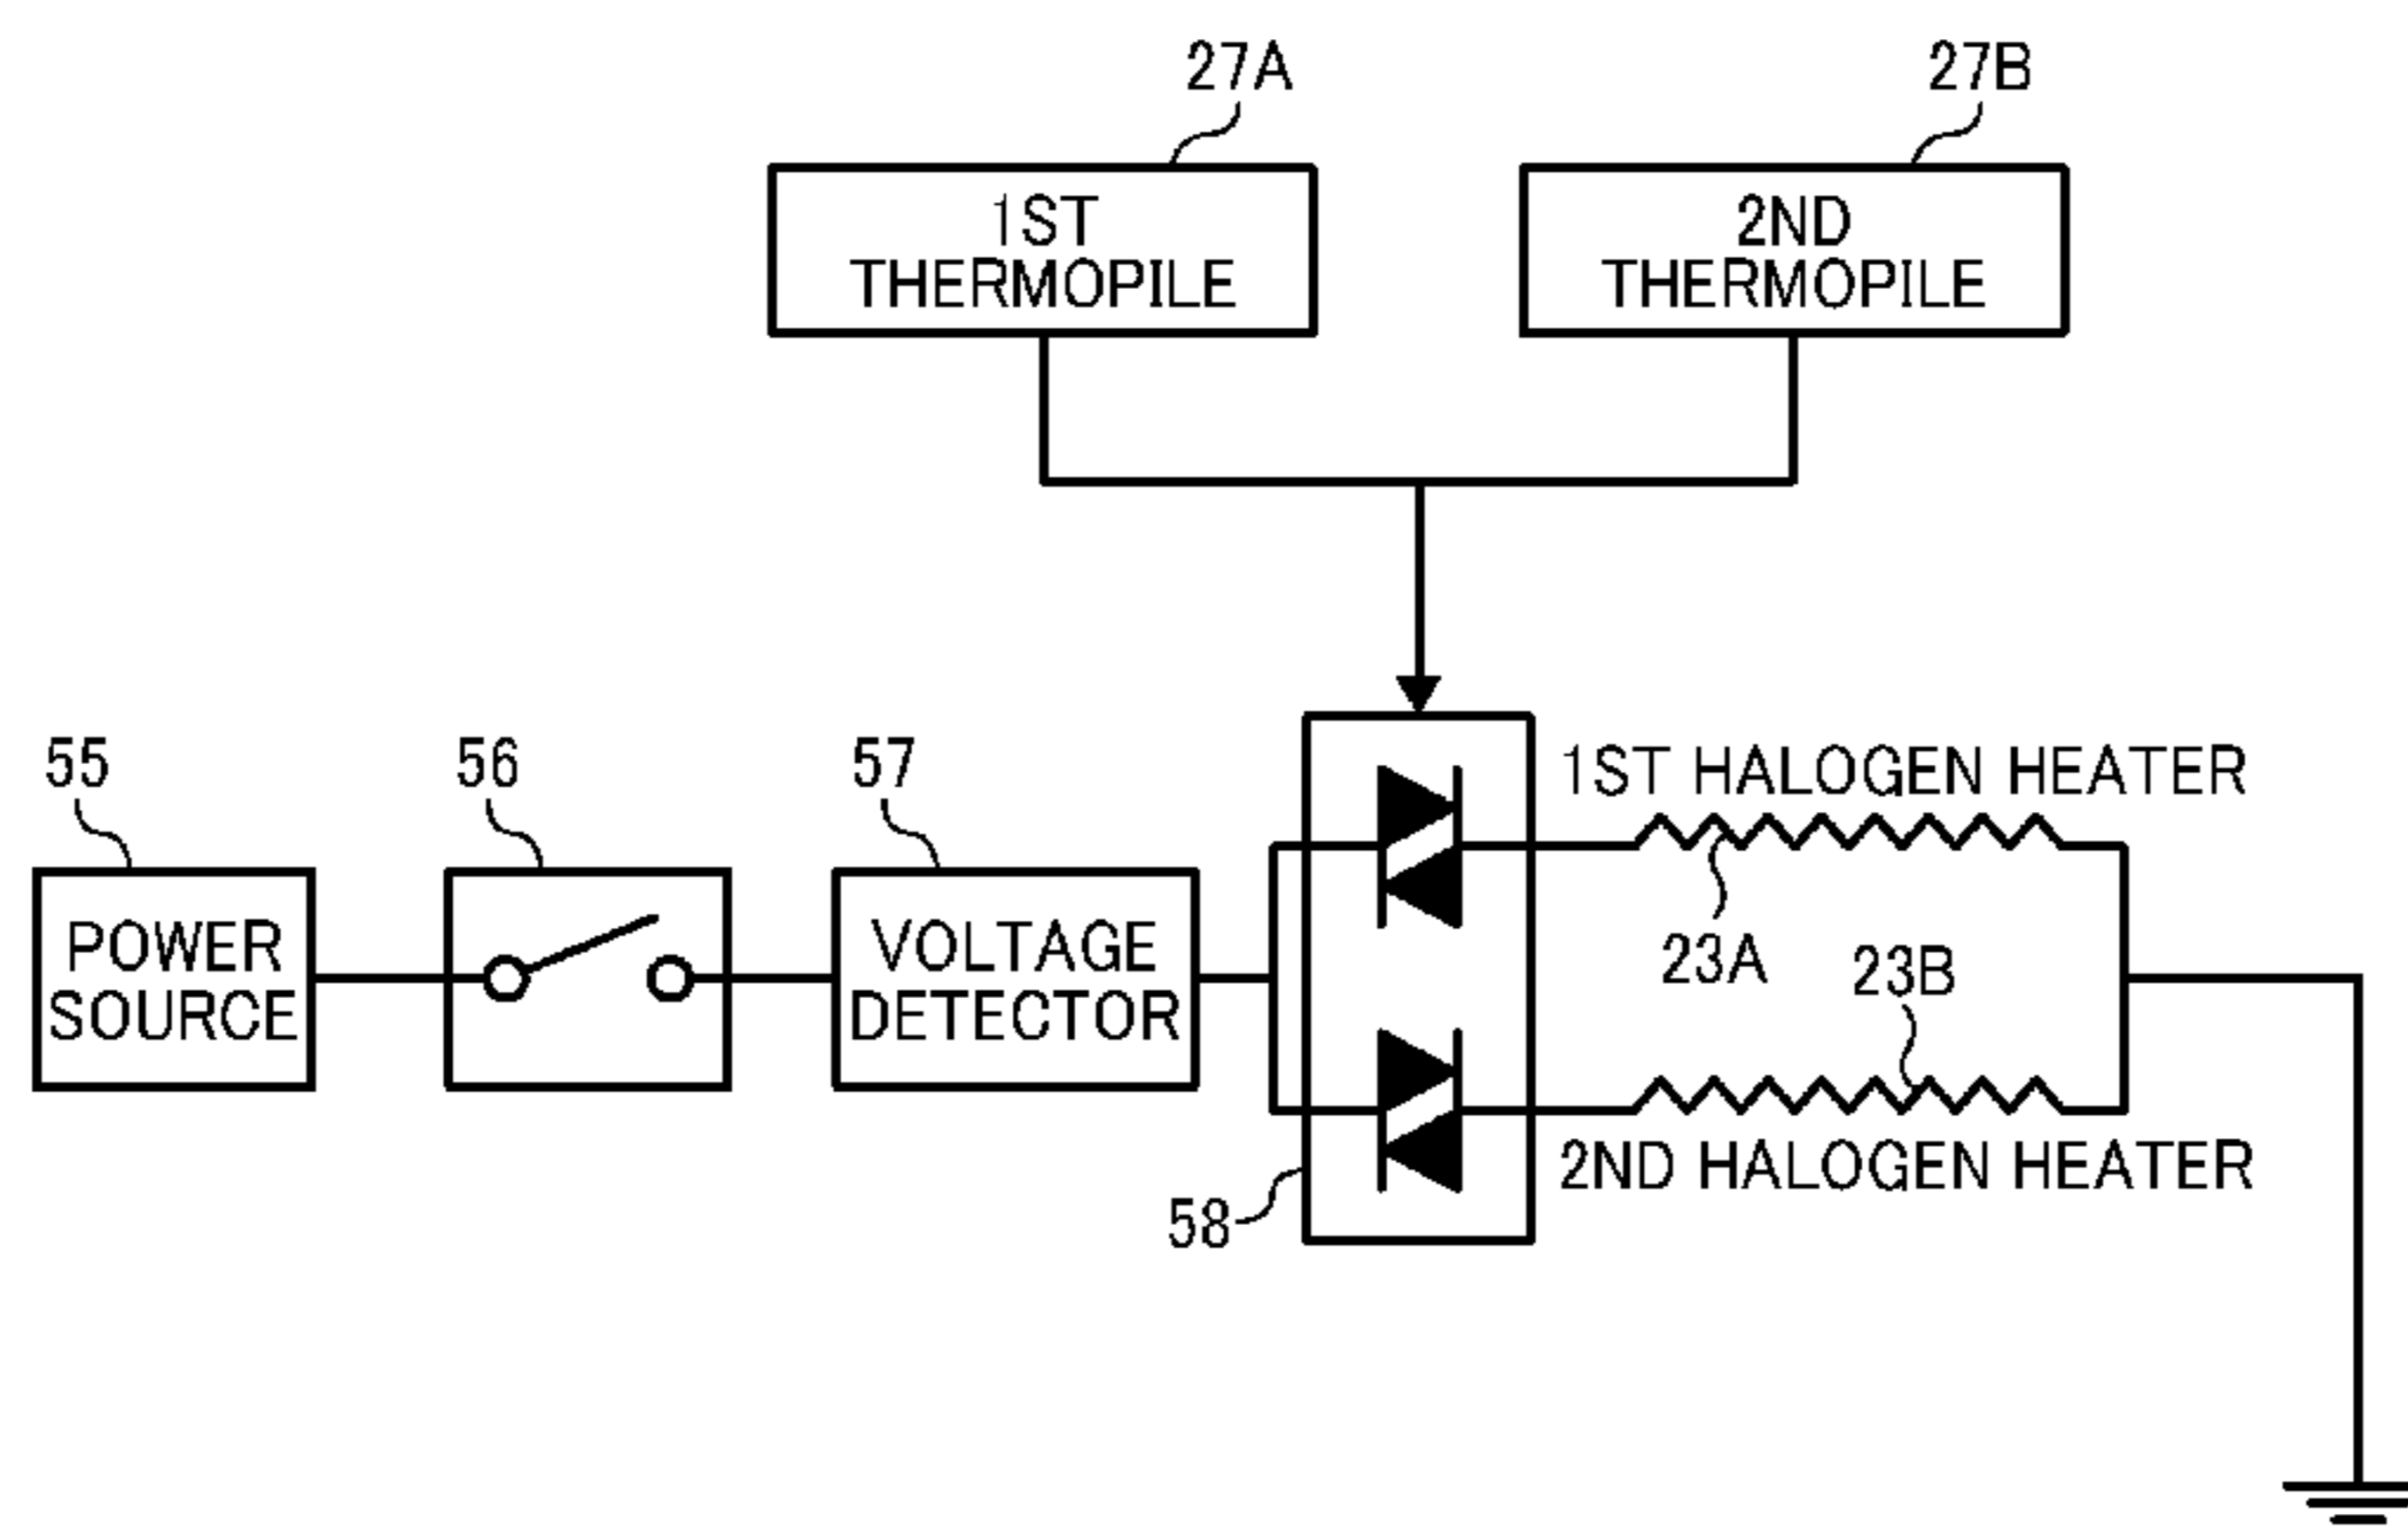 27A
27B
1ST
THERMOPILE
2ND
THERMOPILE
55
56
57
1ST HALOGEN HEATER
POWER
SOURCE
VOLTAGE
DETECTOR
23A
23B
2ND HALOGEN HEATER
58